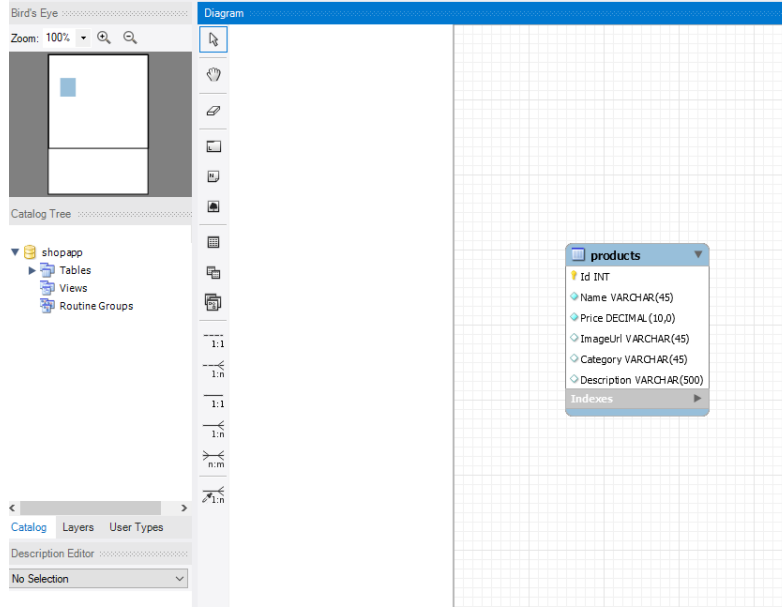 Bird's Eye
Zoom: 100%
Catalog Tree
shopapp
Tables
Views
Routine Groups
Catalog Layers User Types
Description Editor
No Selection
Diagram
1:1
1:n
1:1
1:n
n:m
1:n
products
Id INT
Name VARCHAR(45)
Price DECIMAL(10,0)
ImageUrl VARCHAR(45)
Category VARCHAR(45)
Description VARCHAR(500)
Indexes